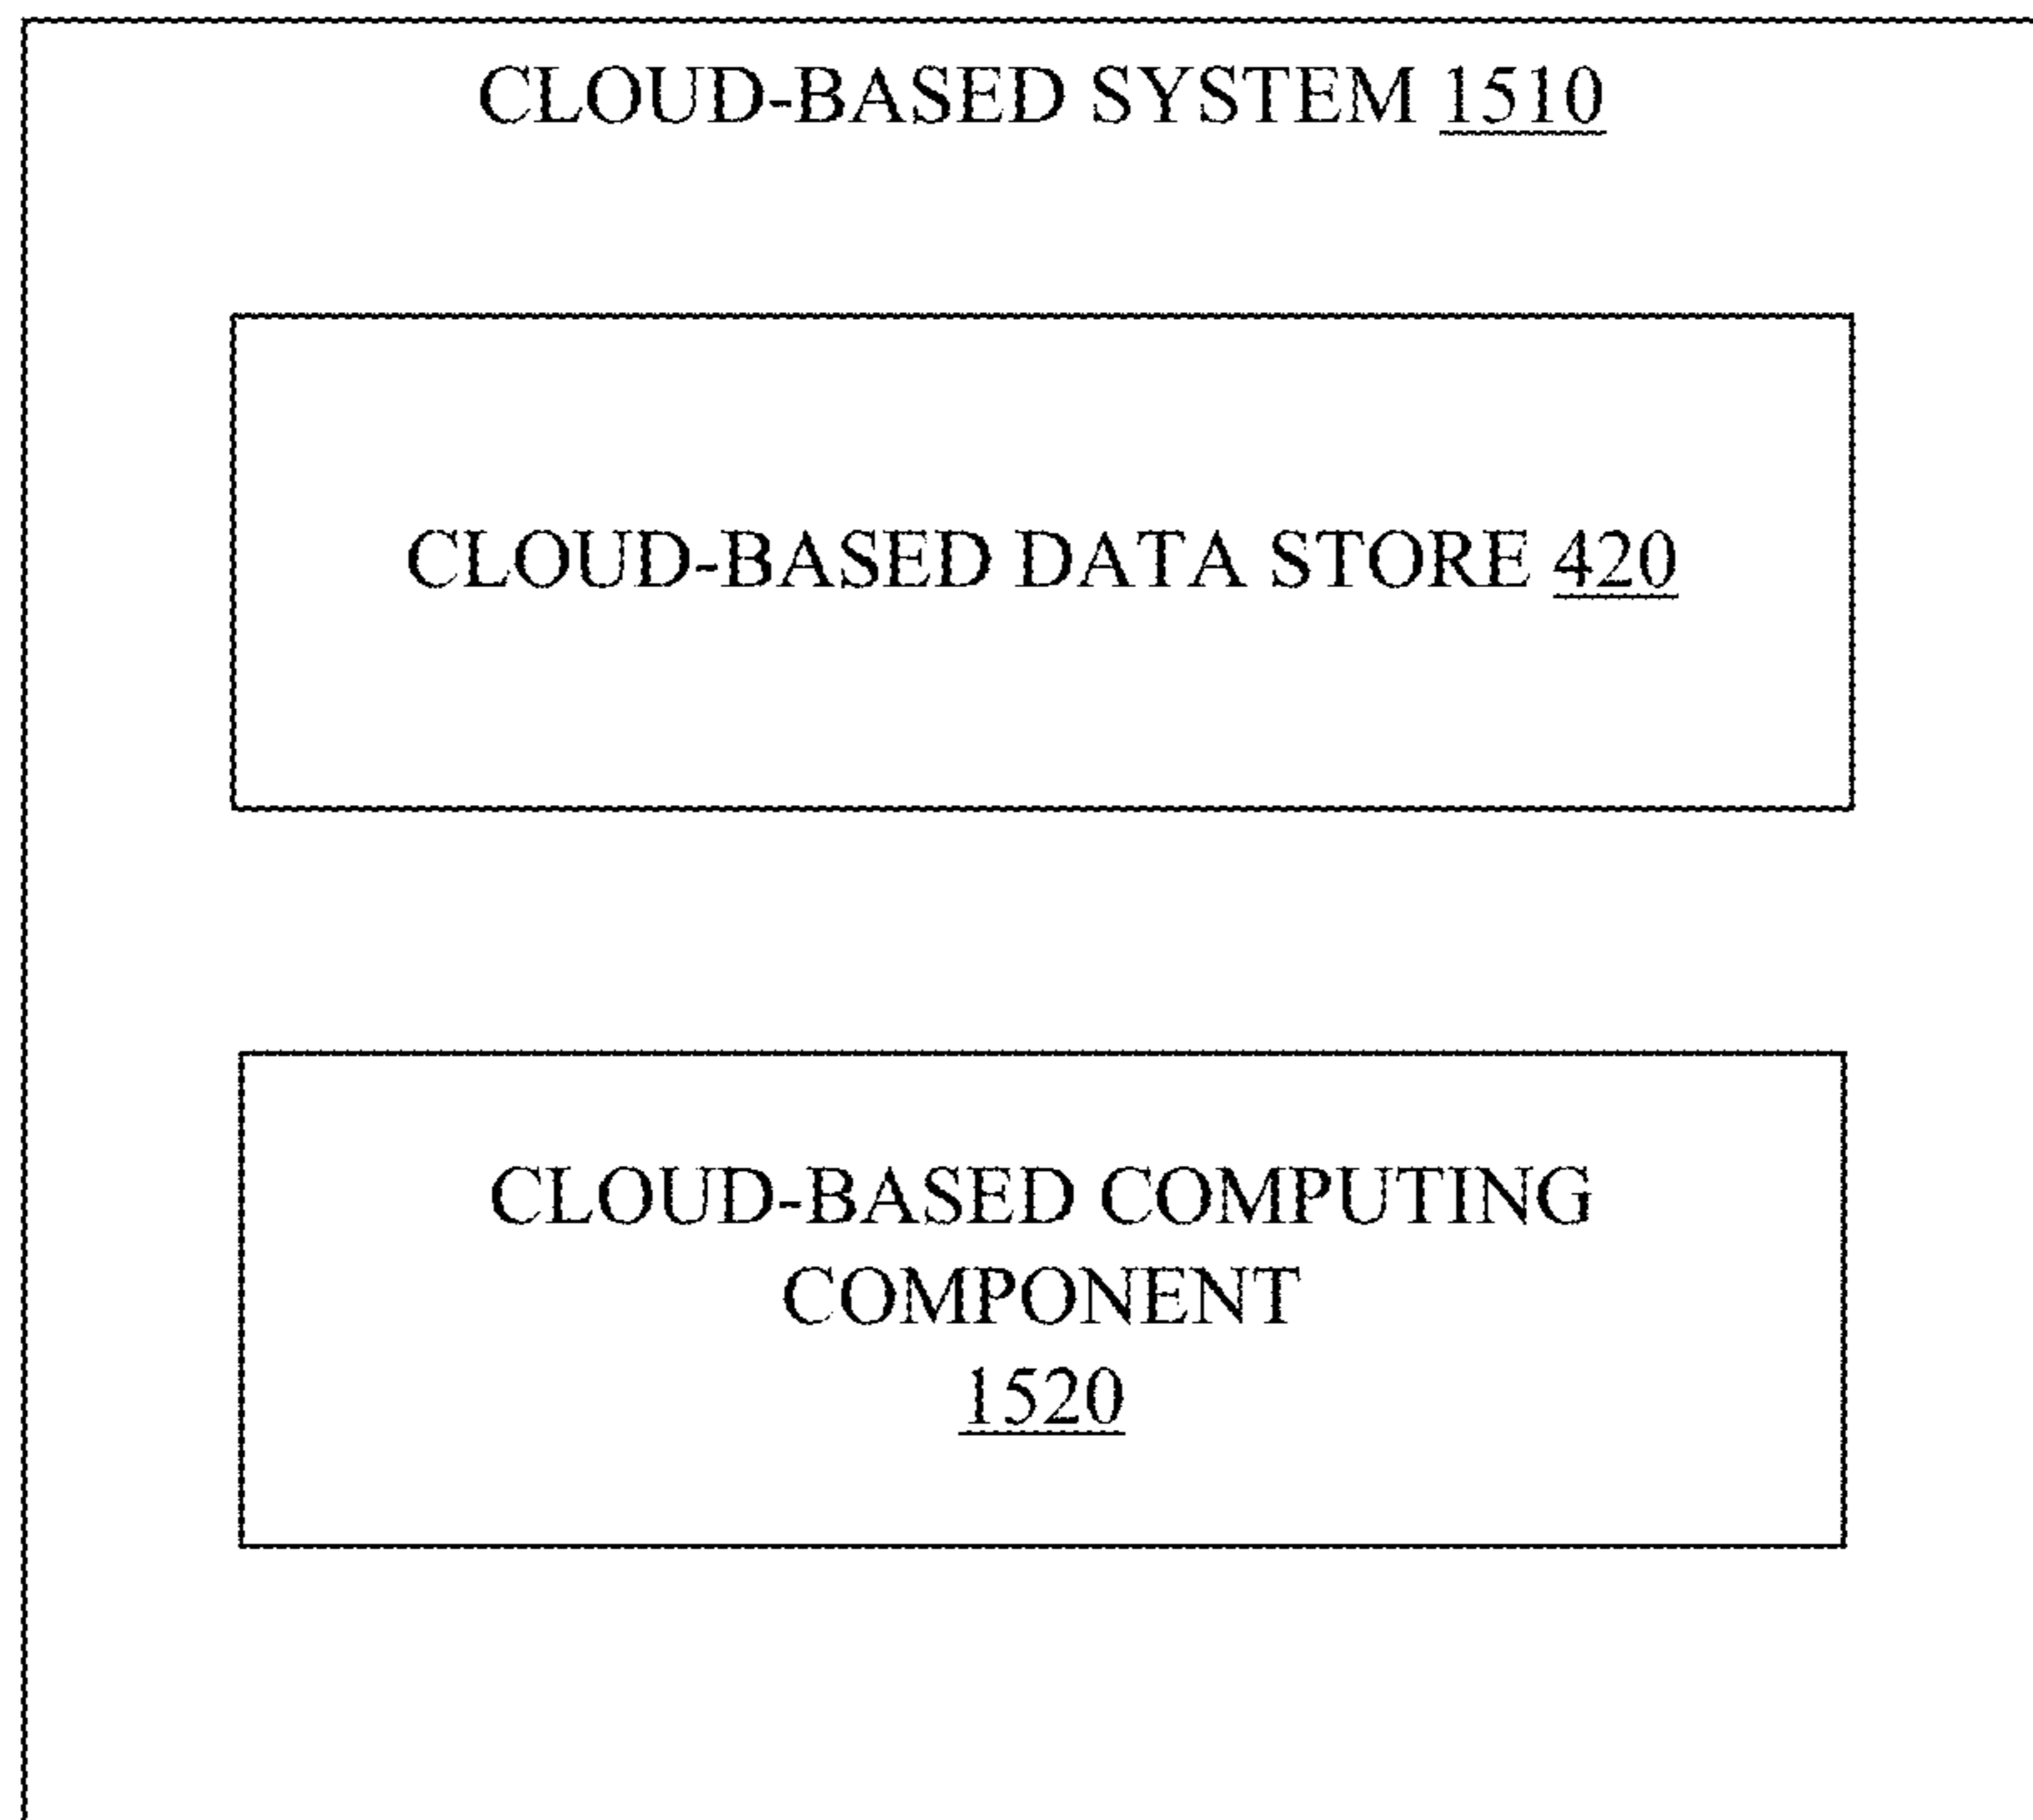 CLOUD-BASED SYSTEM 1510
CLOUD-BASED DATA STORE 420
CLOUD-BASED COMPUTING
COMPONENT
1520